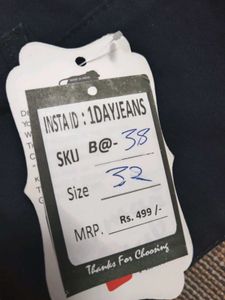 INSTA ID : 1DAYJEANS
SKU B@- 38
Size 32
MRP. Rs. 499 /-
Thanks For Choosing